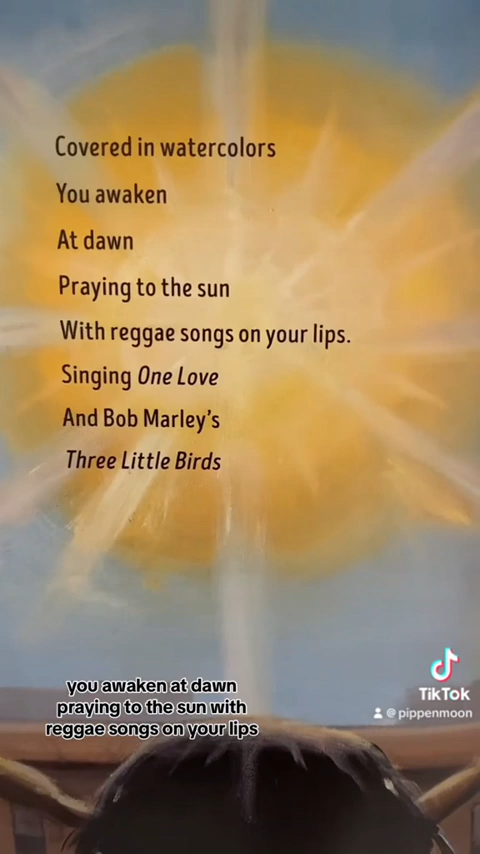 Covered in watercolors
You awaken
At dawn
Praying to the sun
With reggae songs on your lips.
Singing One Love
And Bob Marley’s
Three Little Birds
you awaken at dawn
praying to the sun with
reggae songs on your lips
TikTok
@pippenmoon